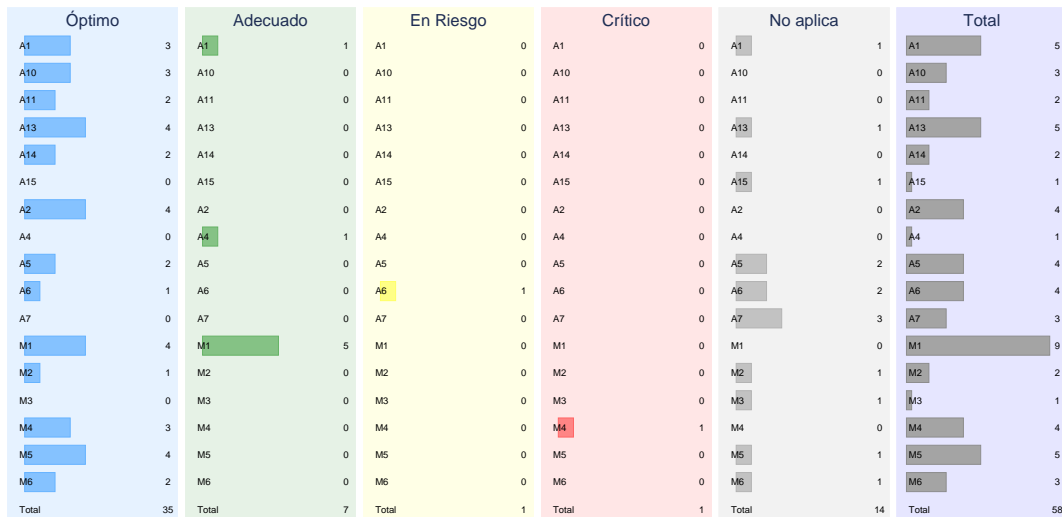 Óptimo Adecuado En Riesgo Crítico No aplica Total
A1 3 A1 1 A1 0 A1 0 A1 1 A1 5
A10 3 A10 0 A10 0 A10 0 A10 0 A10 3
A11 2 A11 0 A11 0 A11 0 A11 0 A11 2
A13 4 A13 0 A13 0 A13 0 A13 1 A13 5
A14 2 A14 0 A14 0 A14 0 A14 0 A14 2
A15 0 A15 0 A15 0 A15 0 A15 1 A15 1
A2 4 A2 0 A2 0 A2 0 A2 0 A2 4
A4 0 A4 1 A4 0 A4 0 A4 0 A4 1
A5 2 A5 0 A5 0 A5 0 A5 2 A5 4
A6 1 A6 0 A6 1 A6 0 A6 2 A6 4
A7 0 A7 0 A7 0 A7 0 A7 3 A7 3
M1 4 M1 5 M1 0 M1 0 M1 0 M1 9
M2 1 M2 0 M2 0 M2 0 M2 1 M2 2
M3 0 M3 0 M3 0 M3 0 M3 1 M3 1
M4 3 M4 0 M4 0 M4 1 M4 0 M4 4
M5 4 M5 0 M5 0 M5 0 M5 1 M5 5
M6 2 M6 0 M6 0 M6 0 M6 1 M6 3
Total 35 Total 7 Total 1 Total 1 Total 14 Total 58